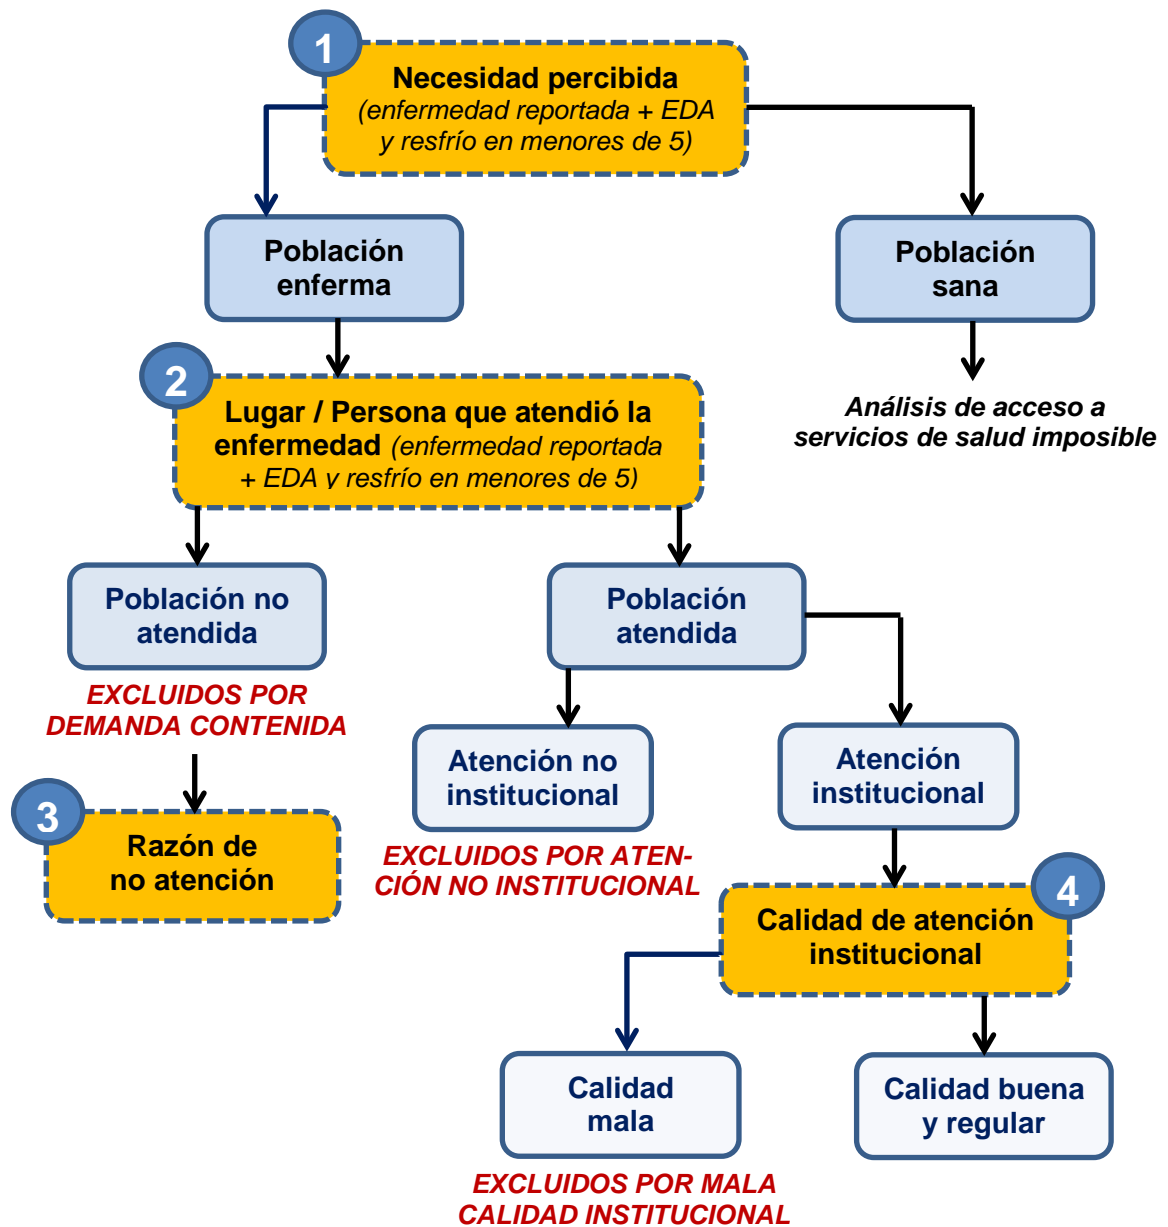 1
Necesidad percibida
(enfermedad reportada + EDA
y resfrío en menores de 5)
Población
enferma
Población
sana
2
Lugar / Persona que atendió la
enfermedad (enfermedad reportada
+ EDA y resfrío en menores de 5)
Análisis de acceso a
servicios de salud imposible
Población no
atendida
Población
atendida
EXCLUIDOS POR
DEMANDA CONTENIDA
Atención no
institucional
Atención
institucional
3
Razón de
no atención
EXCLUIDOS POR ATEN-
CIÓN NO INSTITUCIONAL
4
Calidad de atención
institucional
Calidad
mala
Calidad buena
y regular
EXCLUIDOS POR MALA
CALIDAD INSTITUCIONAL